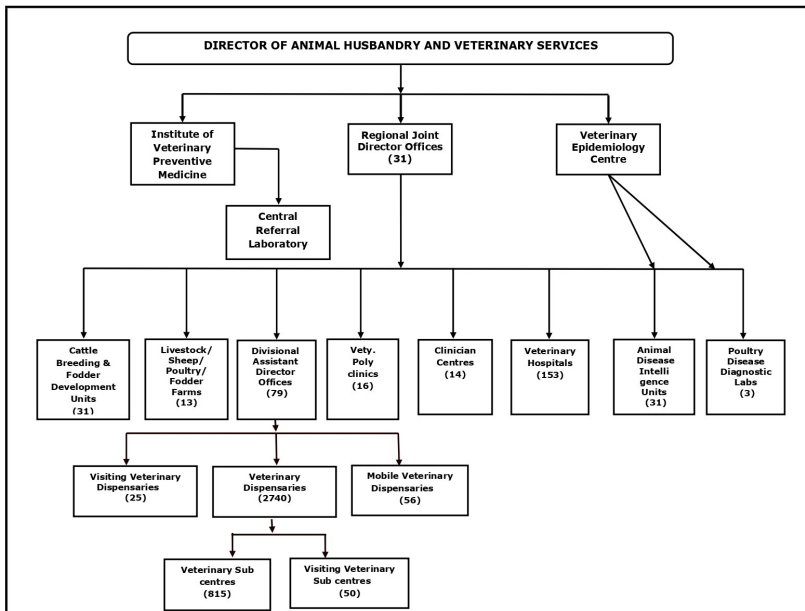 DIRECTOR OF ANIMAL HUSBANDRY AND VETERINARY SERVICES
Institute of
Veterinary
Preventive
Medicine
Regional Joint
Director Offices
(31)
Veterinary
Epidemiology
Centre
Central
Referral
Laboratory
Cattle
Breeding &
Fodder
Development
Units
(31)
Livestock/
Sheep/
Poultry/
Fodder
Farms
(13)
Divisional
Assistant
Director
Offices
(79)
Vety.
Poly
clinics
(16)
Clinician
Centres
(14)
Veterinary
Hospitals
(153)
Animal
Disease
Intelli
gence
Units
(31)
Poultry
Disease
Diagnostic
Labs
(3)
Visiting Veterinary
Dispensaries
(25)
Veterinary
Dispensaries
(2740)
Mobile Veterinary
Dispensaries
(56)
Veterinary Sub
centres
(815)
Visiting Veterinary
Sub centres
(50)